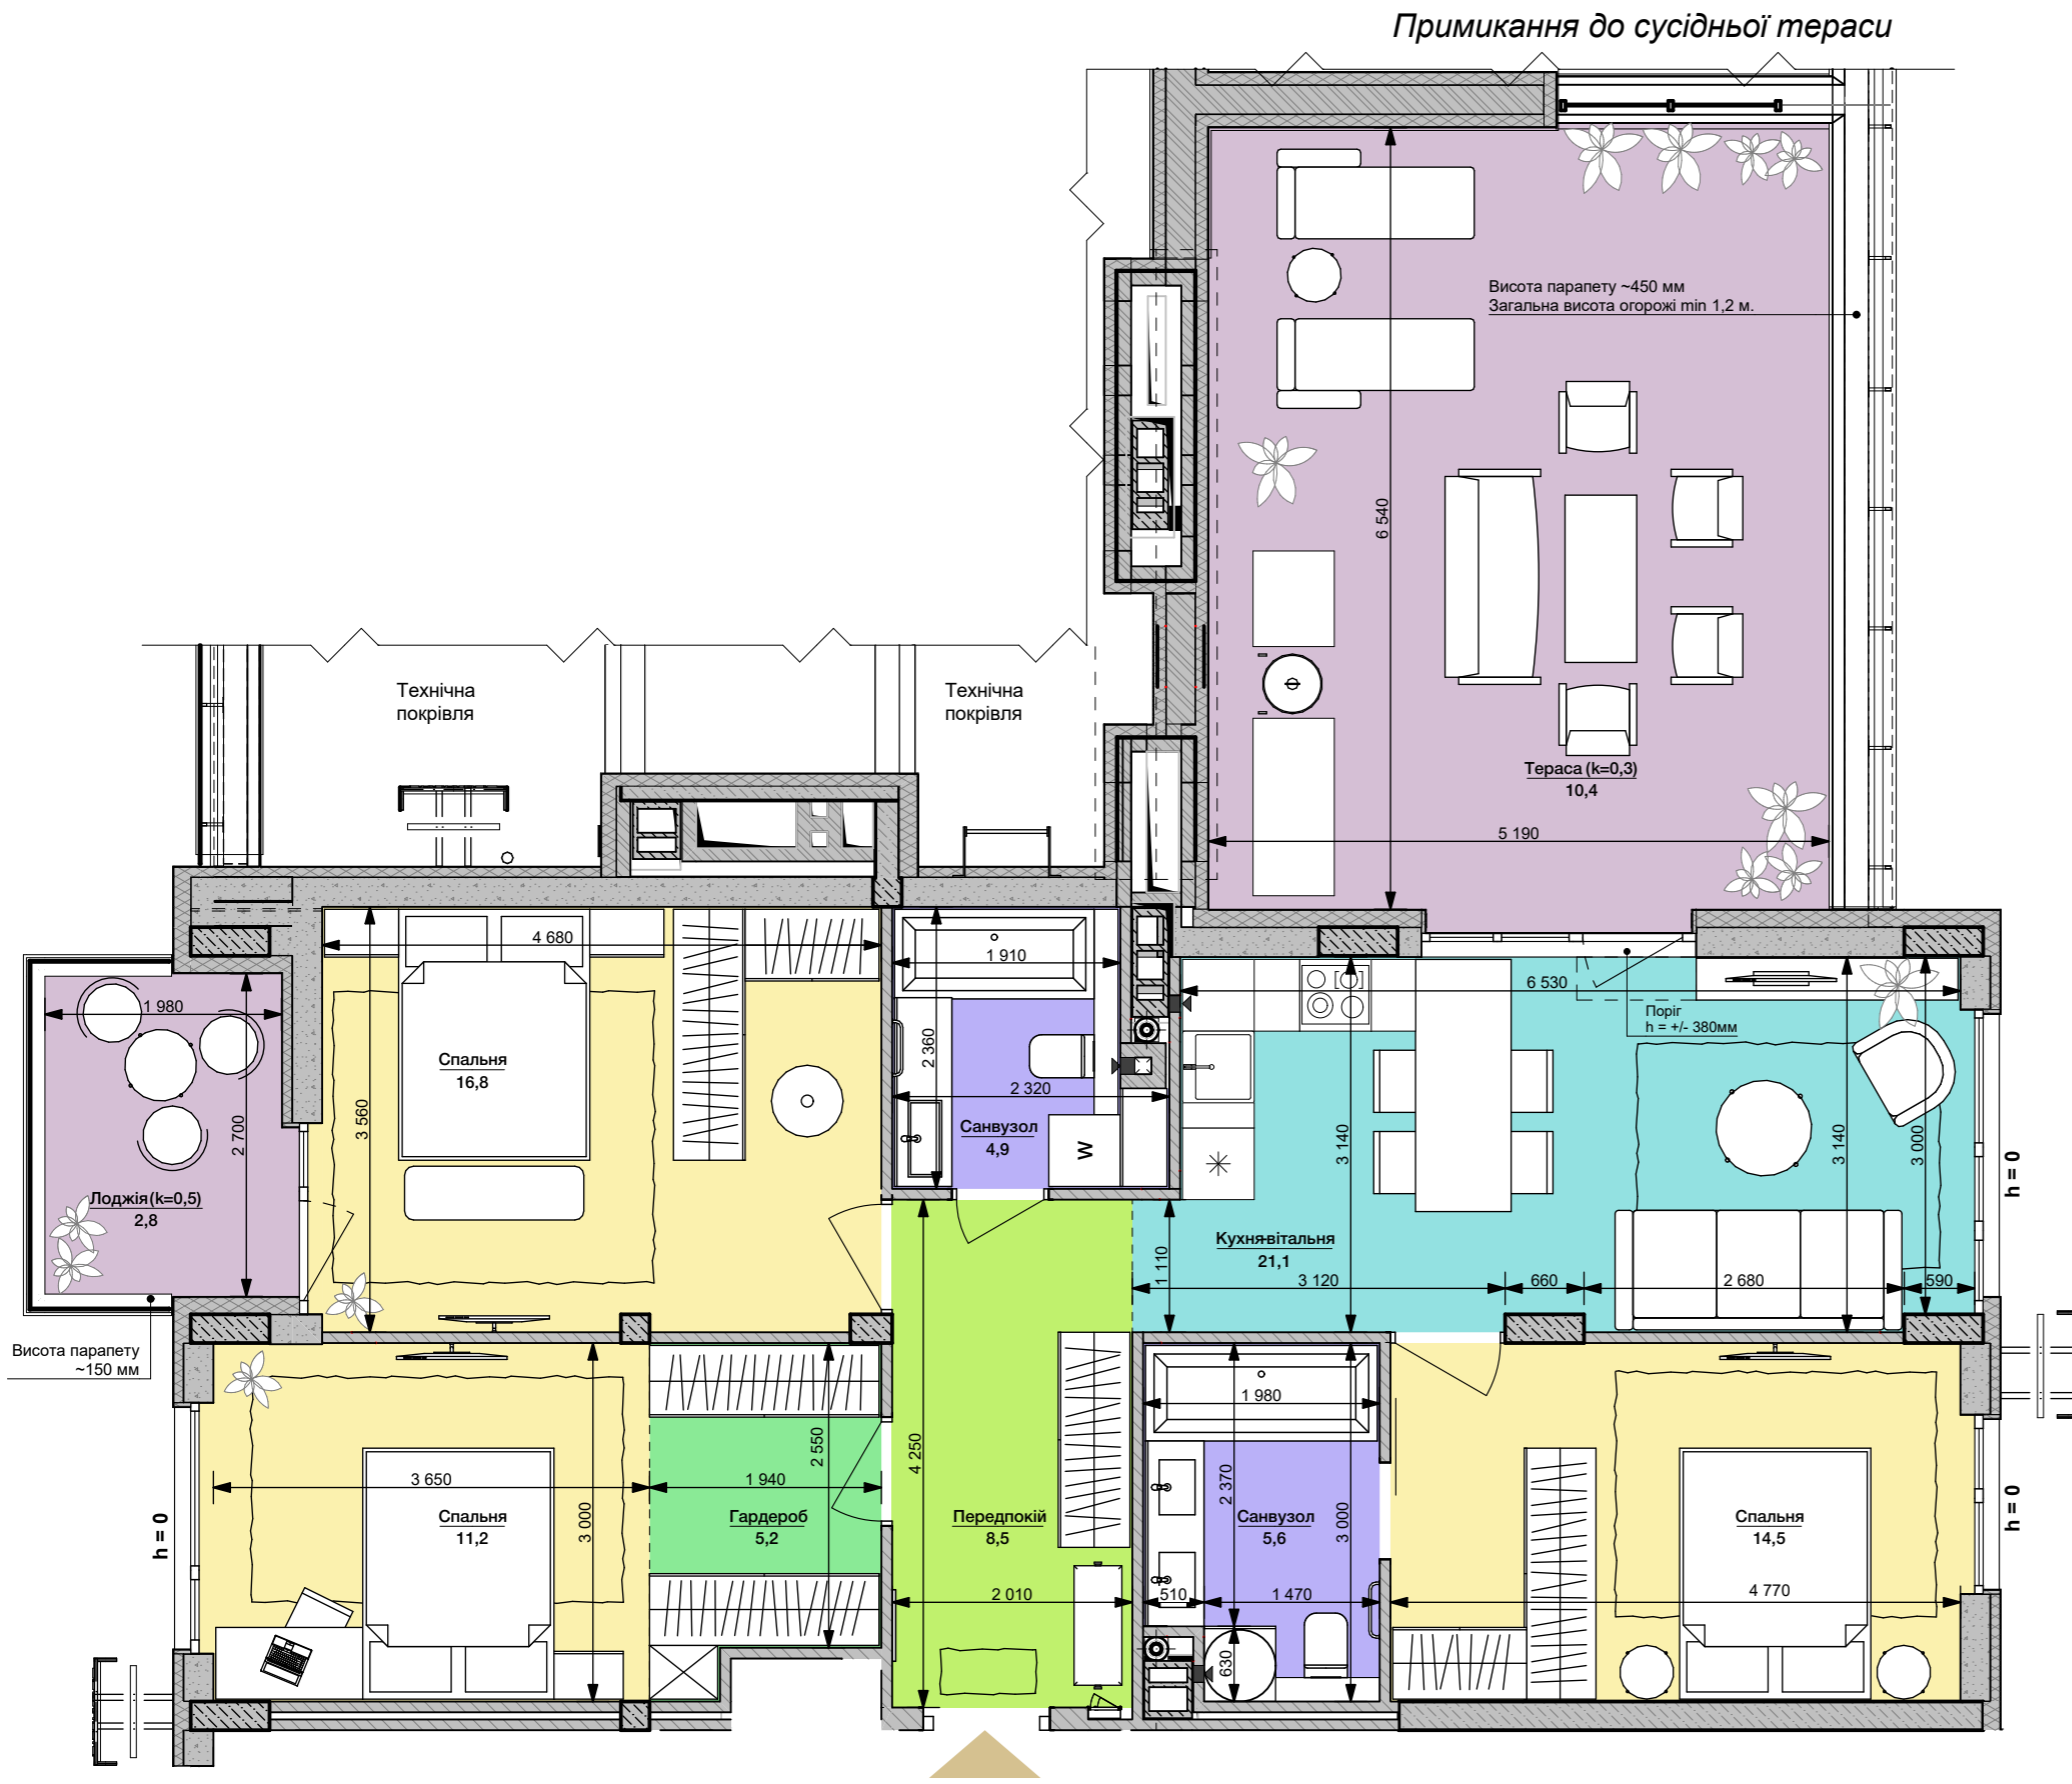 Примикання до сусідньої тераси
Висота парапету ~450 мм
Загальна висота огорожі min 1,2 м.
6 540
Технічна
покрівля
Технічна
покрівля
Тераса (k=0,3)
10,4
5 190
4 680
1 910
6 530
1 980
Поріг
h = +/- 380мм
Спальня
16,8
2 360
2 320
3 560
2 700
Санвузол
4,9
W
3 140
3 140
3 000
h = 0
Лоджія (k=0,5)
2,8
Кухня-вітальня
21,1
1 110
3 120
660
2 680
590
Висота парапету
~150 мм
1 980
3 650
1 940
2 550
4 250
2 370
3 000
3 000
h = 0
Спальня
11,2
Гардероб
5,2
Передпокій
8,5
Санвузол
5,6
Спальня
14,5
h = 0
2 010
510
1 470
4 770
630